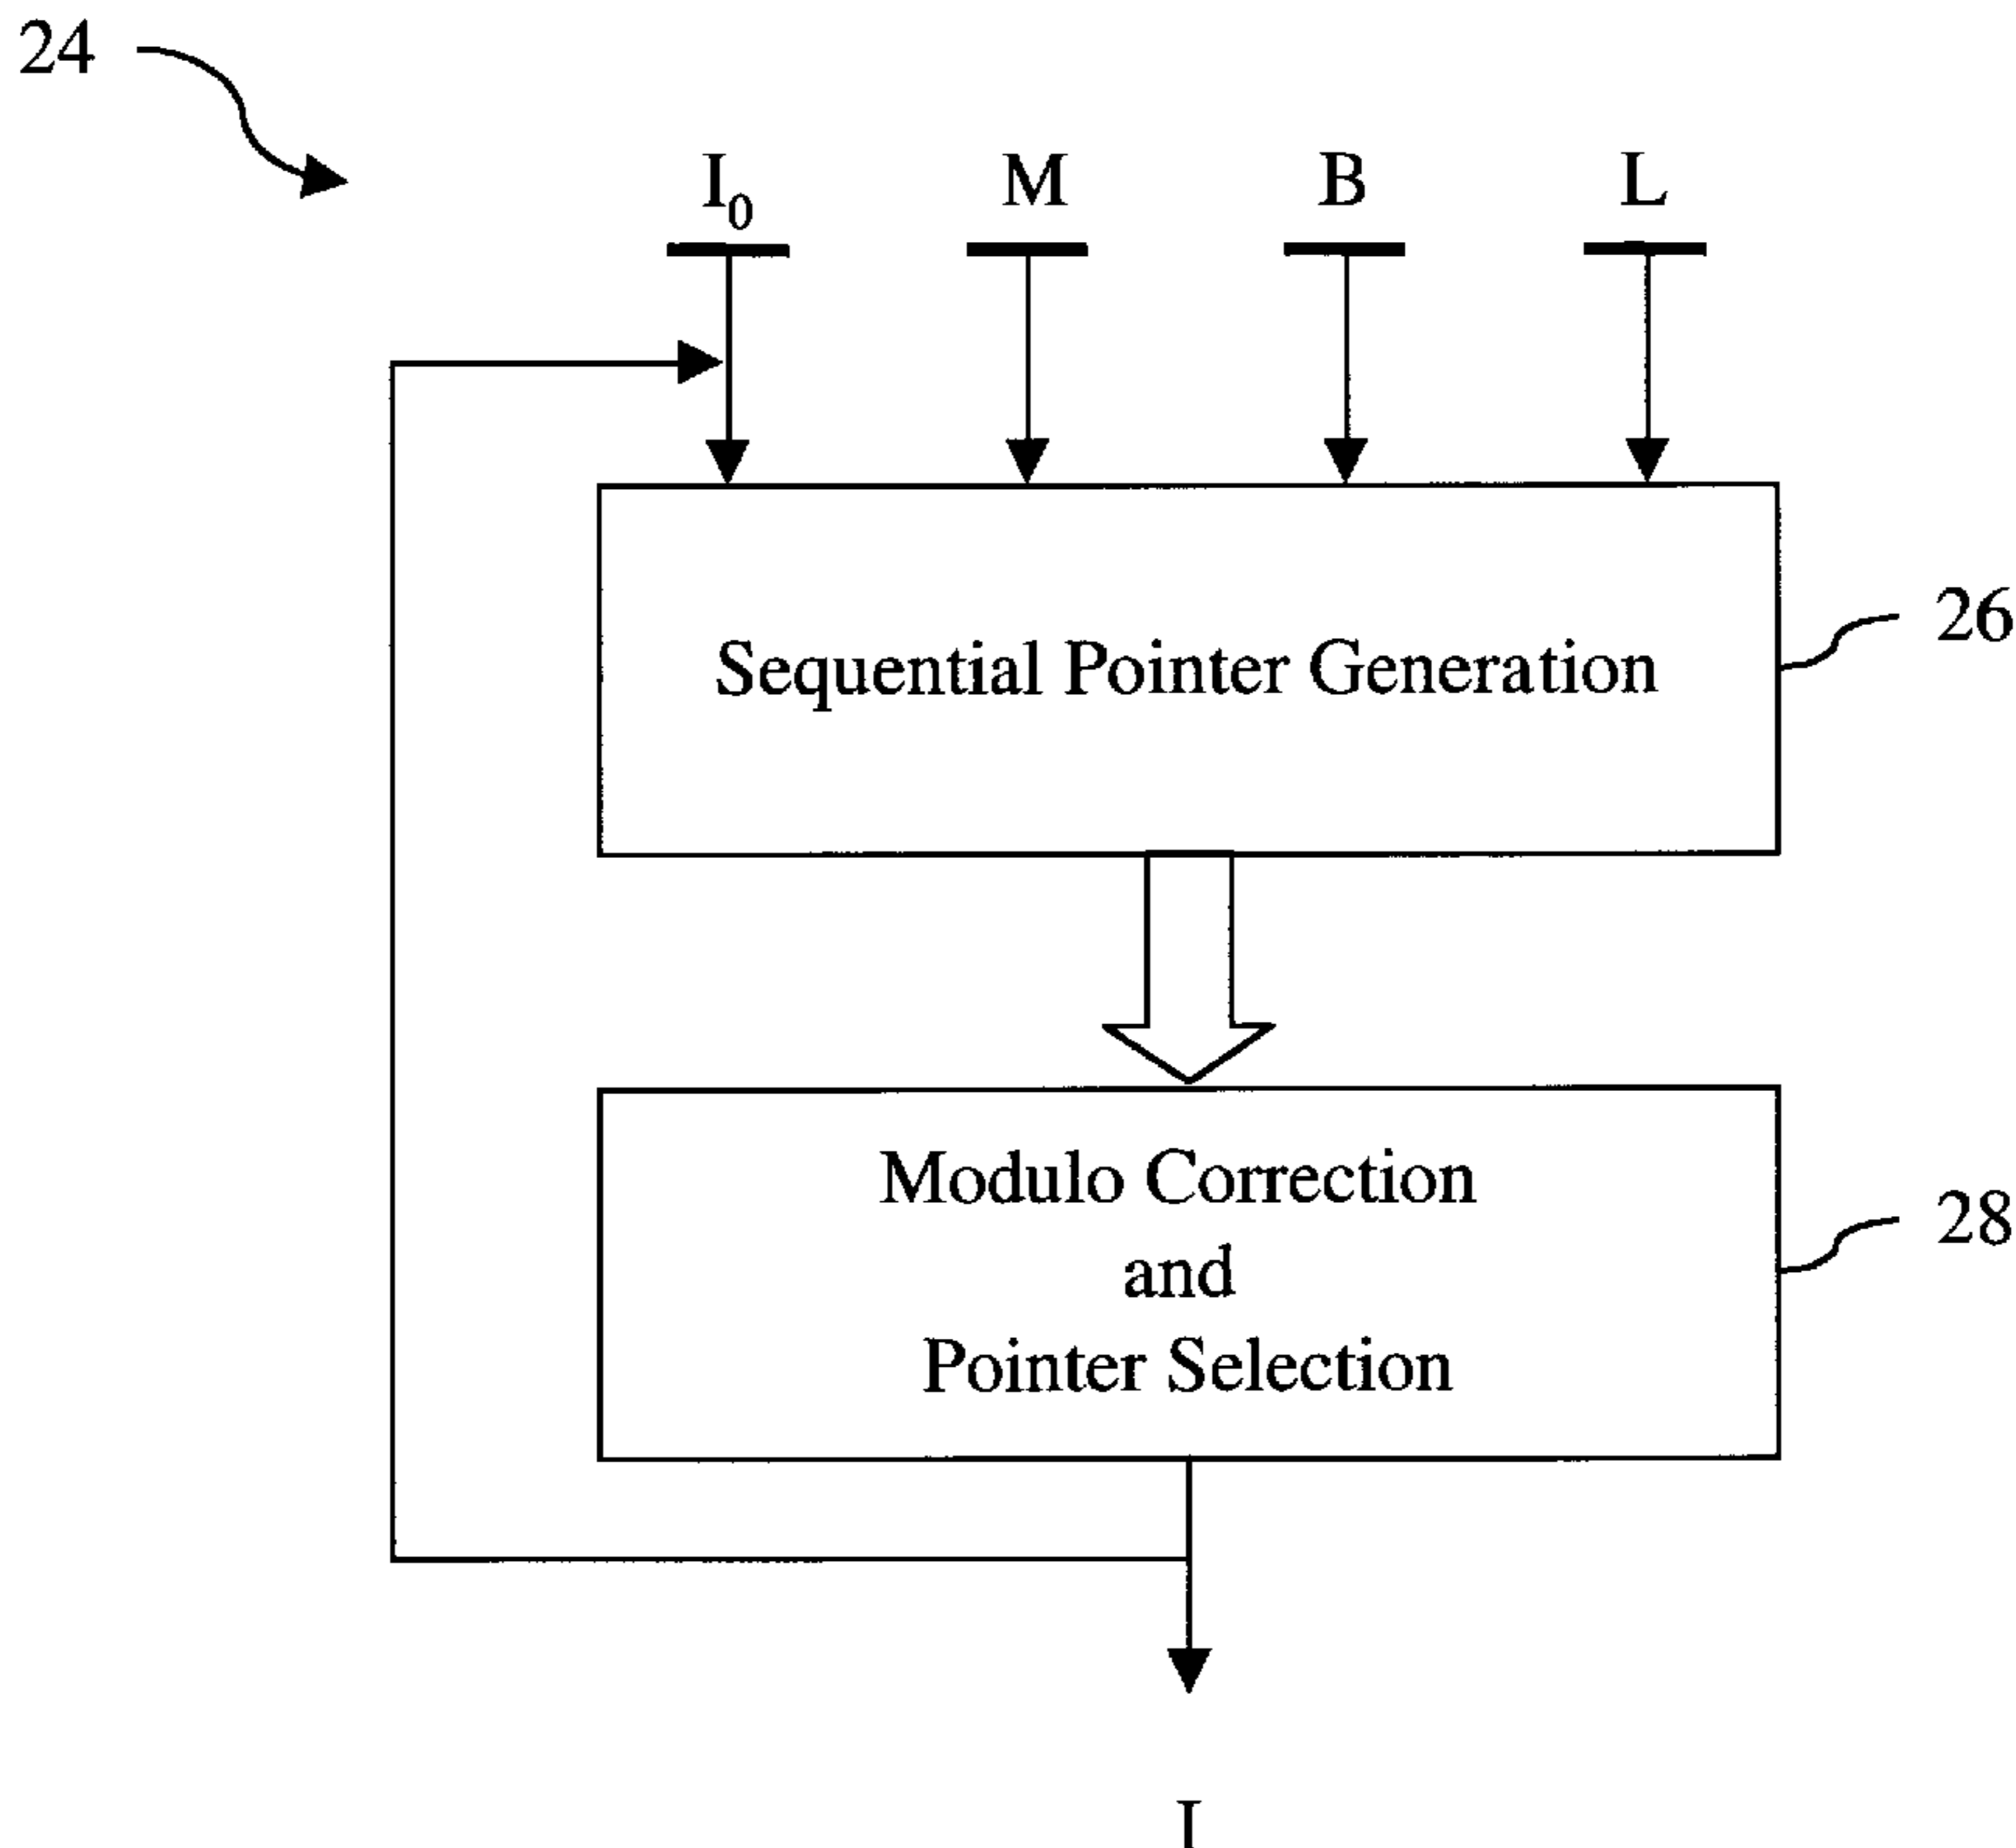 24
I₀ M B L
Sequential Pointer Generation
26
Modulo Correction
and
Pointer Selection
28
I